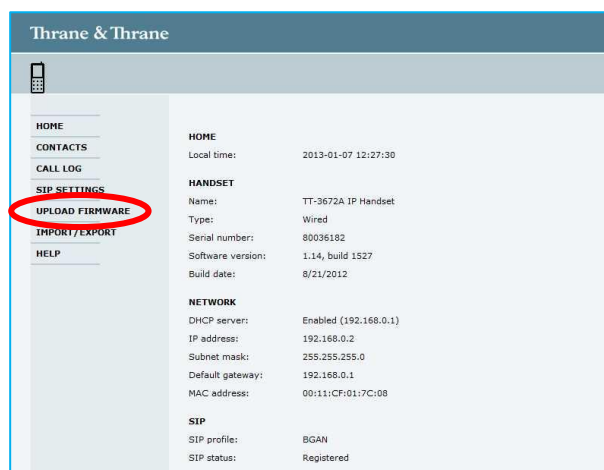 Thrane & Thrane
HOME
CONTACTS
CALL LOG
SIP SETTINGS
UPLOAD FIRMWARE
IMPORT/EXPORT
HELP
HOME
Local time: 2013-01-07 12:27:30
HANDSET
Name: TT-3672A IP Handset
Type: Wired
Serial number: 80036182
Software version: 1.14, build 1527
Build date: 8/21/2012
NETWORK
DHCP server: Enabled (192.168.0.1)
IP address: 192.168.0.2
Subnet mask: 255.255.255.0
Default gateway: 192.168.0.1
MAC address: 00:11:CF:01:7C:08
SIP
SIP profile: BGAN
SIP status: Registered